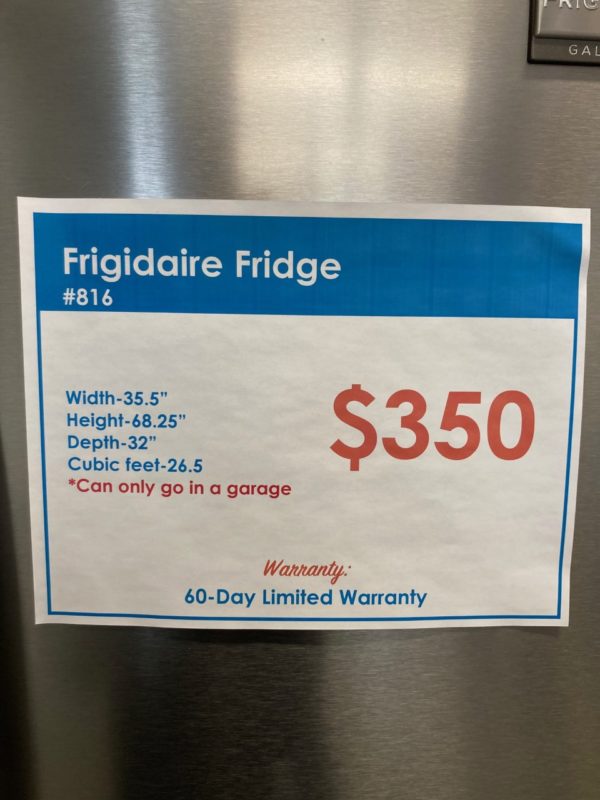 Frigidaire Fridge
#816
Width-35.5"
Height-68.25"
Depth-32"
Cubic feet-26.5
*Can only go in a garage
$350
Warranty:
60-Day Limited Warranty